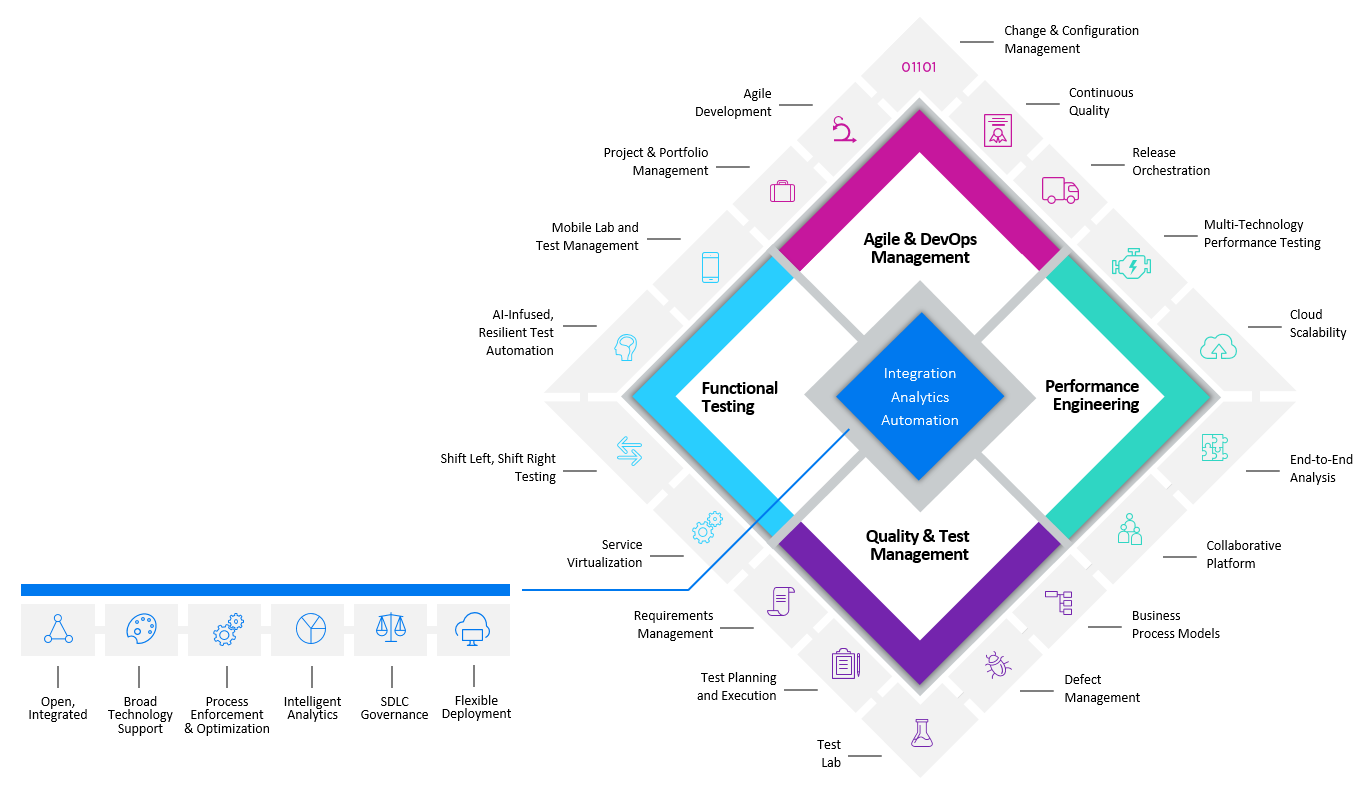 Change & Configuration
Management
01101
Agile
Development
Continuous
Quality
Project & Portfolio
Management
Release
Orchestration
Mobile Lab and
Test Management
Multi-Technology
Performance Testing
Agile & DevOps
Management
AI-Infused,
Resilient Test
Automation
Cloud
Scalability
Functional
Testing
Integration
Analytics
Automation
Performance
Engineering
Shift Left, Shift Right
Testing
End-to-End
Analysis
Quality & Test
Management
Service
Virtualization
Collaborative
Platform
Requirements
Management
Business
Process Models
Test Planning
and Execution
Defect
Management
Test
Lab
Open,
Integrated
Broad
Technology
Support
Process
Enforcement
& Optimization
Intelligent
Analytics
SDLC
Governance
Flexible
Deployment